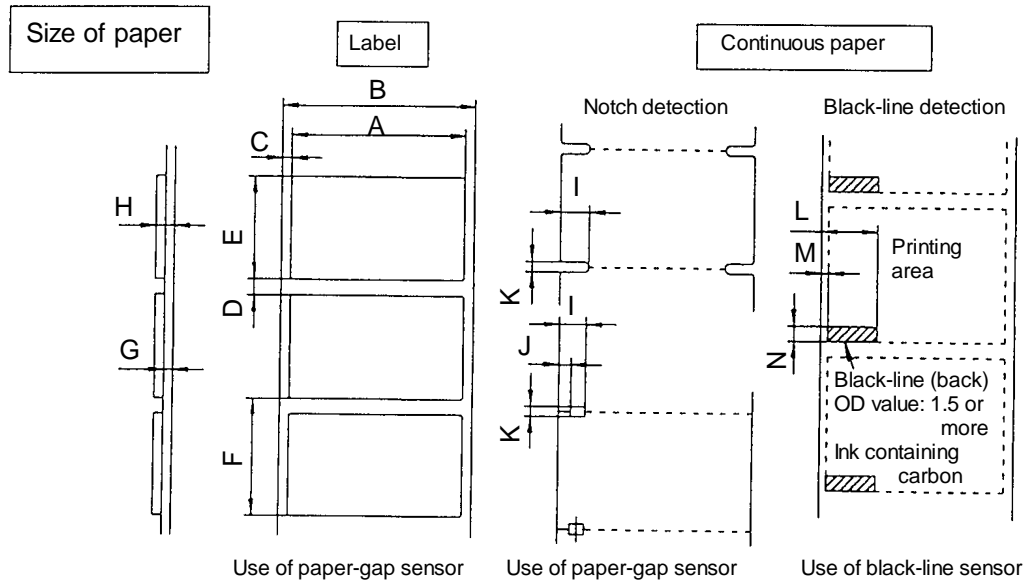 Size of paper
Label
Continuous paper
Notch detection
Black-line detection
B
A
C
H
E
D
G
F
I
K
I
J
K
L
M
N
Printing
area
Black-line (back)
OD value: 1.5 or
more
Ink containing
carbon
Use of paper-gap sensor
Use of paper-gap sensor
Use of black-line sensor